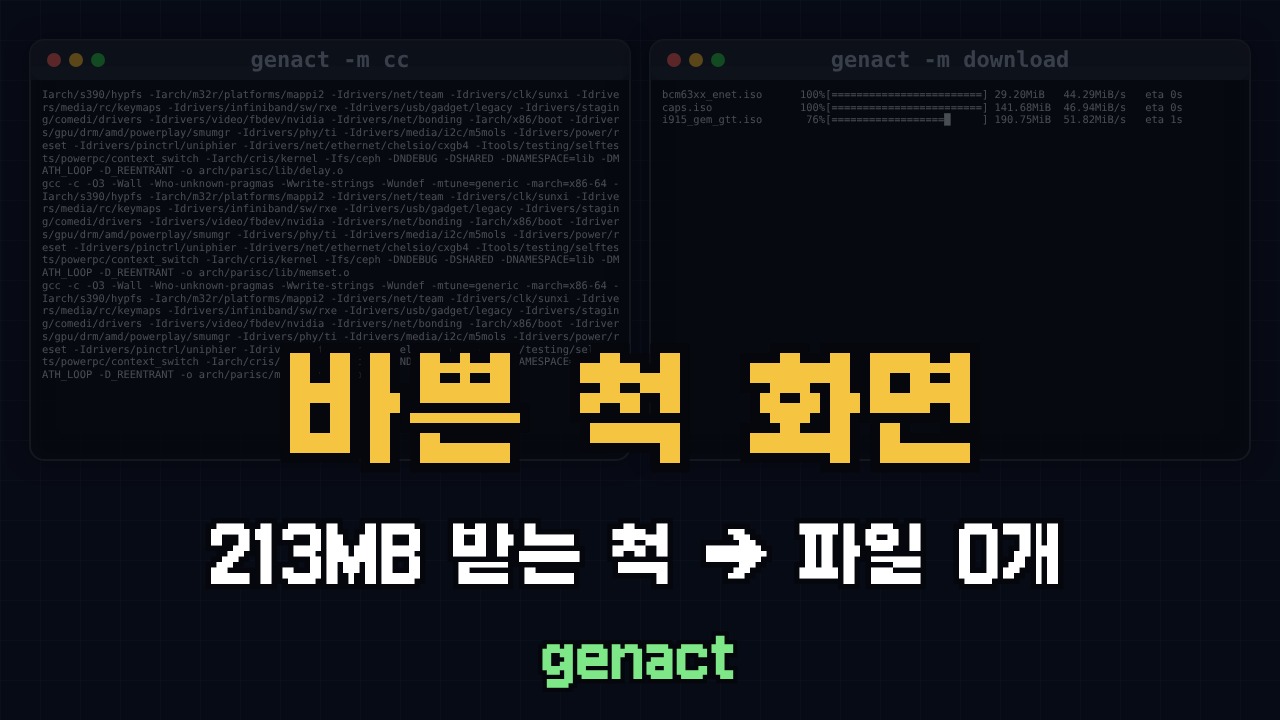 genact -m cc
Iarch/s390/hypfs -Iarch/m32r/platforms/mappi2 -Idrivers/net/team -Idrivers/clk/sunxi -Idrive
rs/media/rc/keymaps -Idrivers/infiniband/sw/rxe -Idrivers/usb/gadget/legacy -Idrivers/stagin
g/comedi/drivers -Idrivers/video/fbdev/nvidia -Idrivers/net/bonding -Iarch/x86/boot -Idriver
s/gpu/drm/amd/powerplay/smumgr -Idrivers/phy/ti -Idrivers/media/i2c/m5mols -Idrivers/power/r
eset -Idrivers/pinctrl/uniphier -Idrivers/net/ethernet/chelsio/cxgb4 -Itools/testing/selftes
ts/powerpc/context_switch -Iarch/cris/kernel -Ifs/ceph -DNDEBUG -DSHARED -DNAMESPACE=lib -DM
ATH_LOOP -D_REENTRANT -o arch/parisc/lib/delay.o
gcc -c -O3 -Wall -Wno-unknown-pragmas -Wwrite-strings -Wundef -mtune=generic -march=x86-64 -
Iarch/s390/hypfs -Iarch/m32r/platforms/mappi2 -Idrivers/net/team -Idrivers/clk/sunxi -Idrive
rs/media/rc/keymaps -Idrivers/infiniband/sw/rxe -Idrivers/usb/gadget/legacy -Idrivers/stagin
g/comedi/drivers -Idrivers/video/fbdev/nvidia -Idrivers/net/bonding -Iarch/x86/boot -Idriver
s/gpu/drm/amd/powerplay/smumgr -Idrivers/phy/ti -Idrivers/media/i2c/m5mols -Idrivers/power/r
eset -Idrivers/pinctrl/uniphier -Idrivers/net/ethernet/chelsio/cxgb4 -Itools/testing/selftes
ts/powerpc/context_switch -Iarch/cris/kernel -Ifs/ceph -DNDEBUG -DSHARED -DNAMESPACE=lib -DM
ATH_LOOP -D_REENTRANT -o arch/parisc/lib/memset.o
gcc -c -O3 -Wall -Wno-unknown-pragmas -Wwrite-strings -Wundef -mtune=generic -march=x86-64 -
Iarch/s390/hypfs -Iarch/m32r/platforms/mappi2 -Idrivers/net/team -Idrivers/clk/sunxi -Idrive
rs/media/rc/keymaps -Idrivers/infiniband/sw/rxe -Idrivers/usb/gadget/legacy -Idrivers/stagin
g/comedi/drivers -Idrivers/video/fbdev/nvidia -Idrivers/net/bonding -Iarch/x86/boot -Idriver
s/gpu/drm/amd/powerplay/smumgr -Idrivers/phy/ti -Idrivers/media/i2c/m5mols -Idrivers/power/r
eset -Idrivers/pinctrl/uniphier -Idriv
ts/powerpc/context_switch -Iarch/cris/
ATH_LOOP -D_REENTRANT -o arch/parisc/m
genact -m download
bcm63xx_enet.iso 100%[========================] 29.20MiB 44.29MiB/s eta 0s
caps.iso 100%[========================] 141.68MiB 46.94MiB/s eta 0s
i915_gem_gtt.iso 76%[================== ] 190.75MiB 51.82MiB/s eta 1s
바쁜 척 화면
213MB 받는 척 → 파일 0개
genact